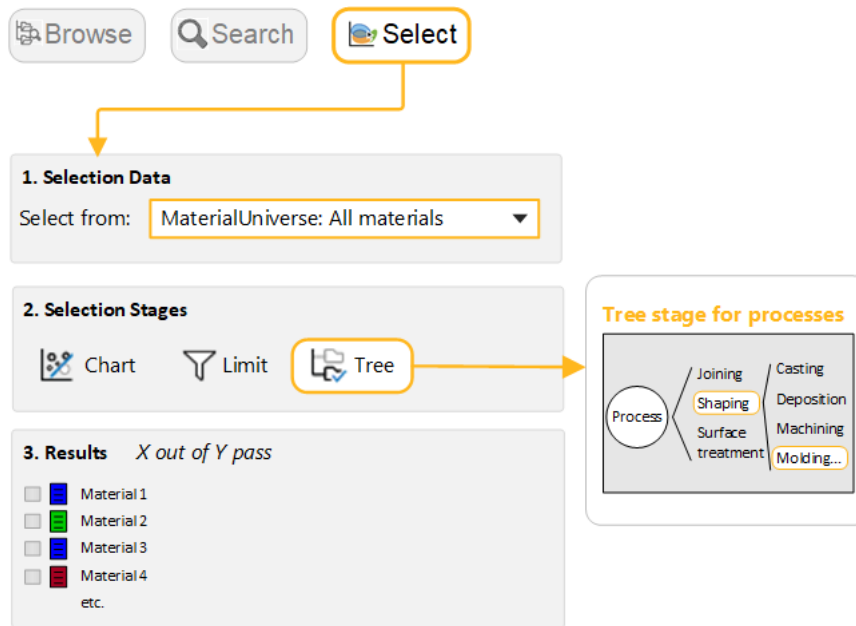 Browse
Search
Select
1. Selection Data
Select from:
MaterialUniverse: All materials
2. Selection Stages
Chart
Limit
Tree
Tree stage for processes
Process
Joining
Shaping
Surface
treatment
Casting
Deposition
Machining
Molding...
3. Results X out of Y pass
Material 1
Material 2
Material 3
Material 4
etc.